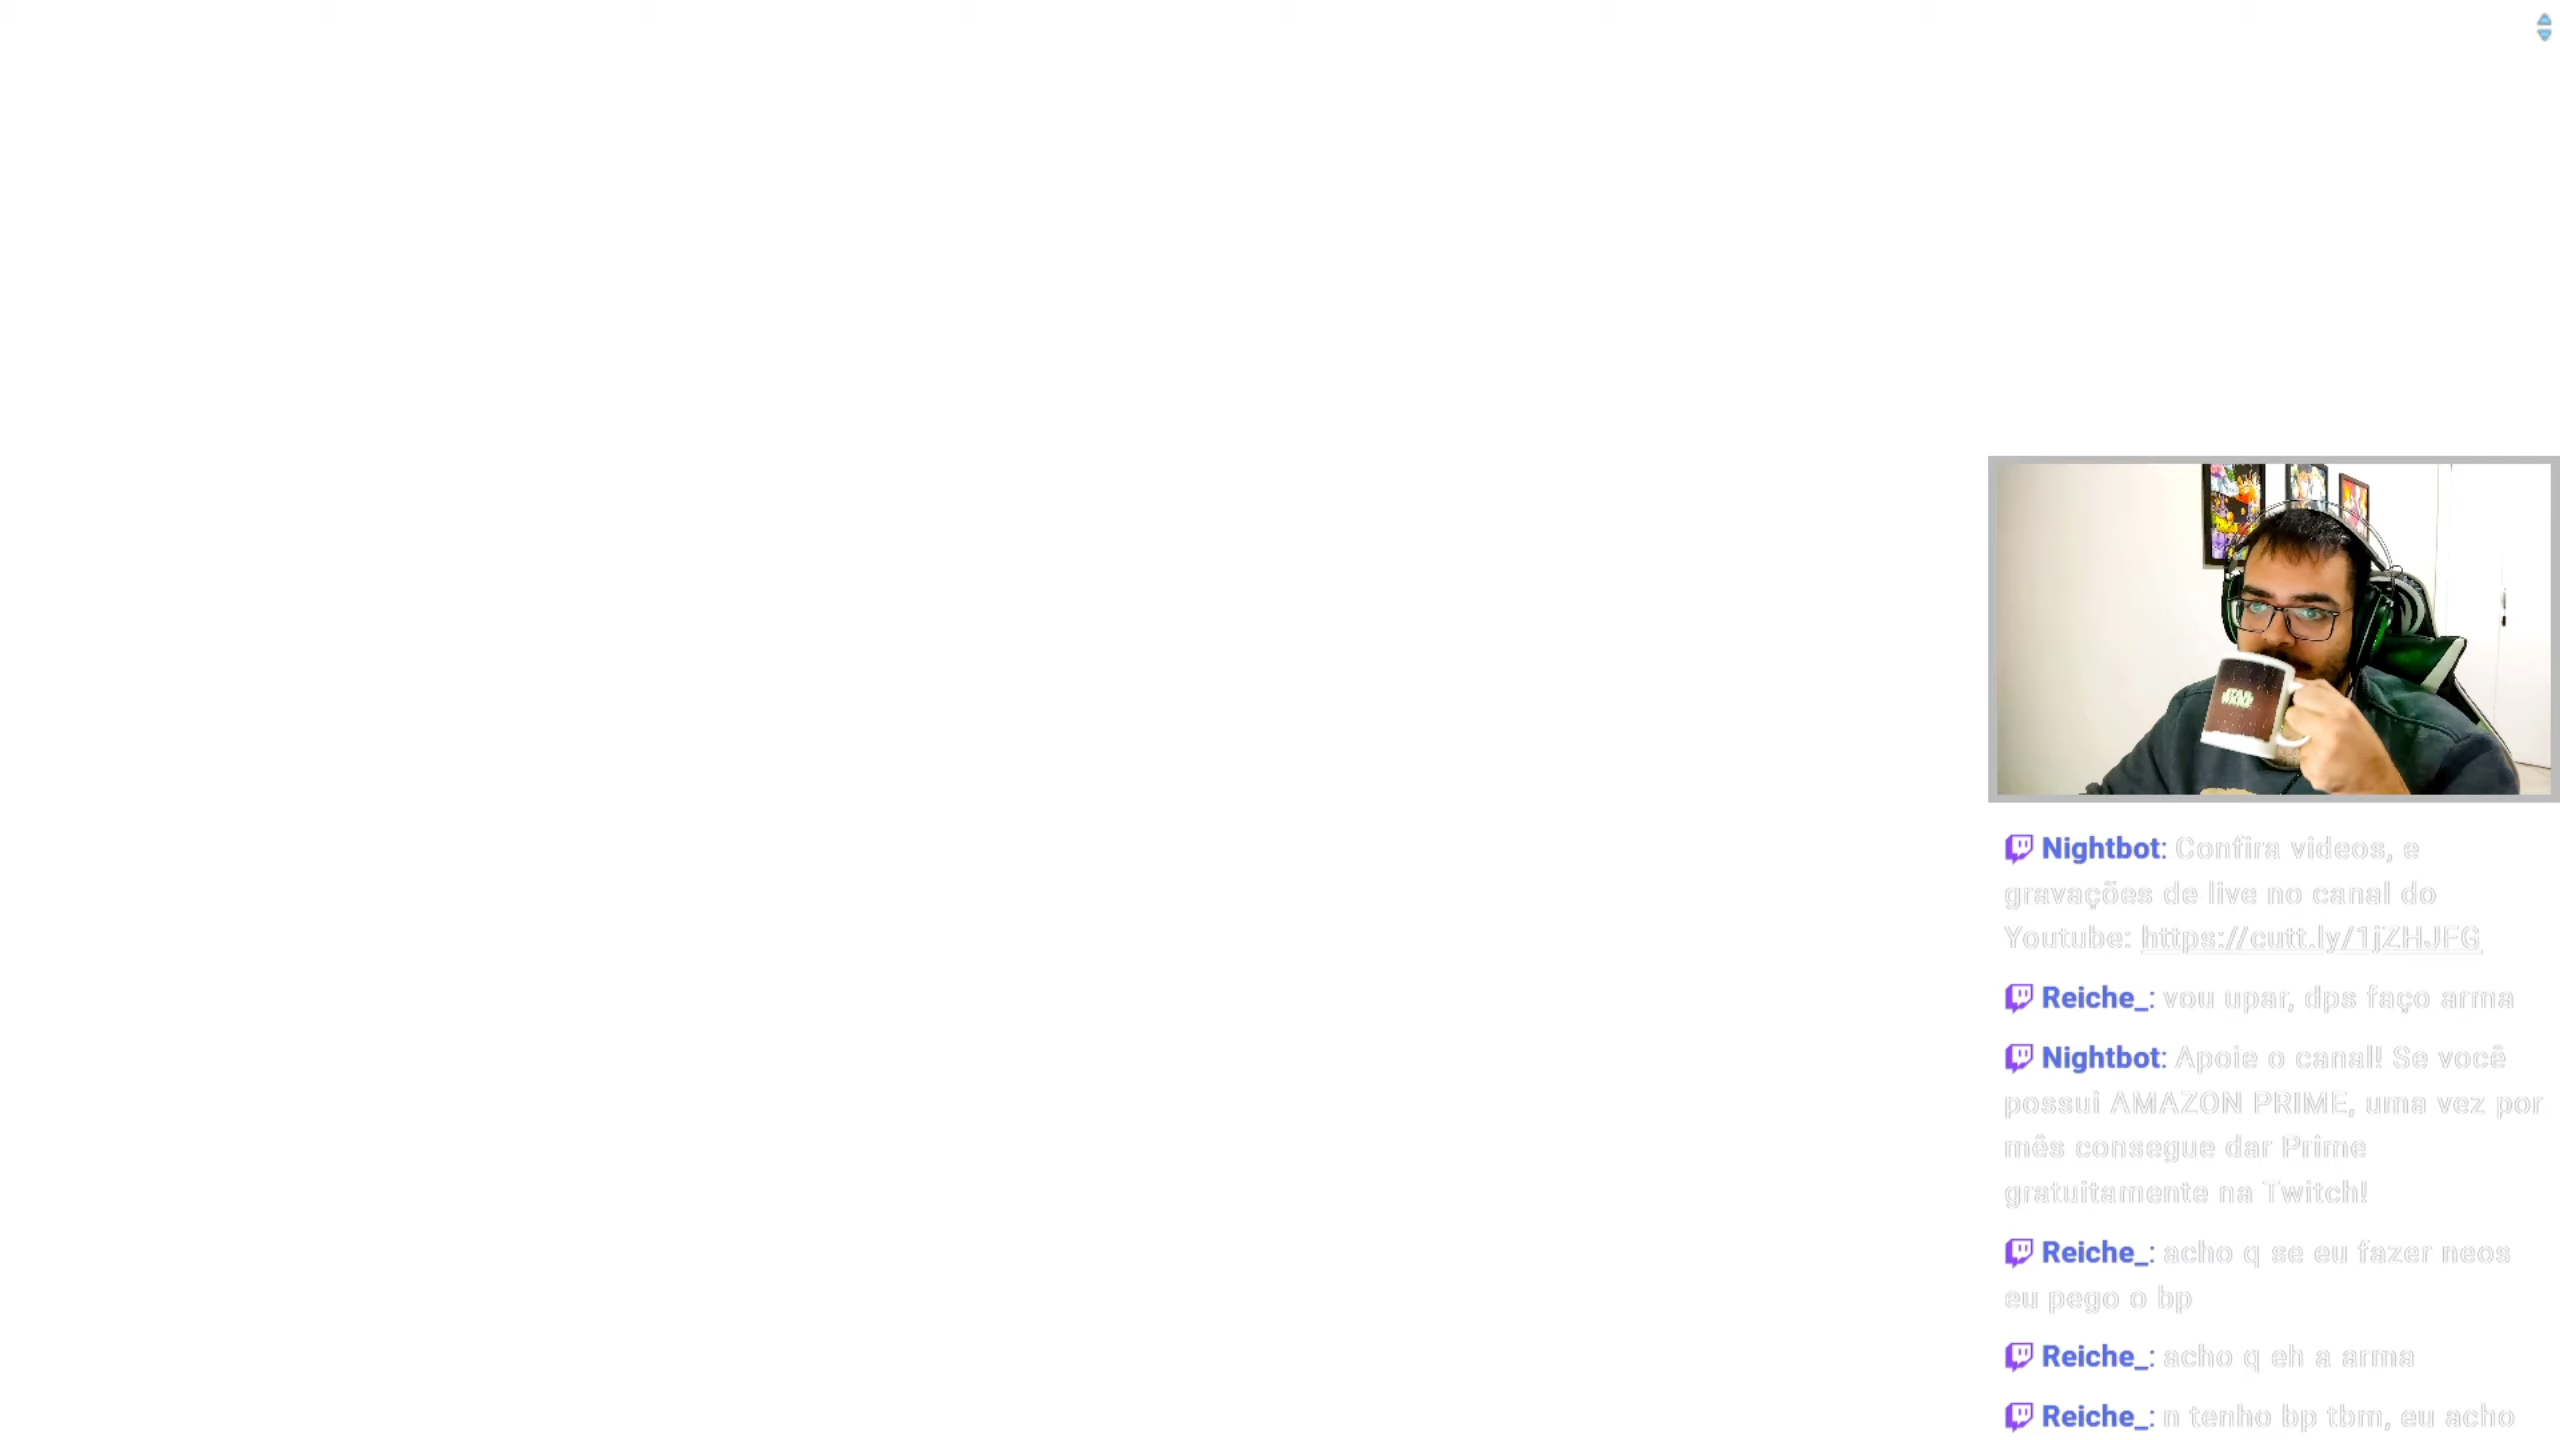 STAR
WARS
Nightbot: Confira videos, e
gravações de live no canal do
Youtube: https://cutt.ly/1jZHJFG
Reiche_: vou upar, dps faço arma
Nightbot: Apoie o canal! Se você
possui AMAZON PRIME, uma vez por
mês consegue dar Prime
gratuitamente na Twitch!
Reiche_: acho q se eu fazer neos
eu pego o bp
Reiche_: acho q eh a arma
Reiche_: n tenho bp tbm, eu acho